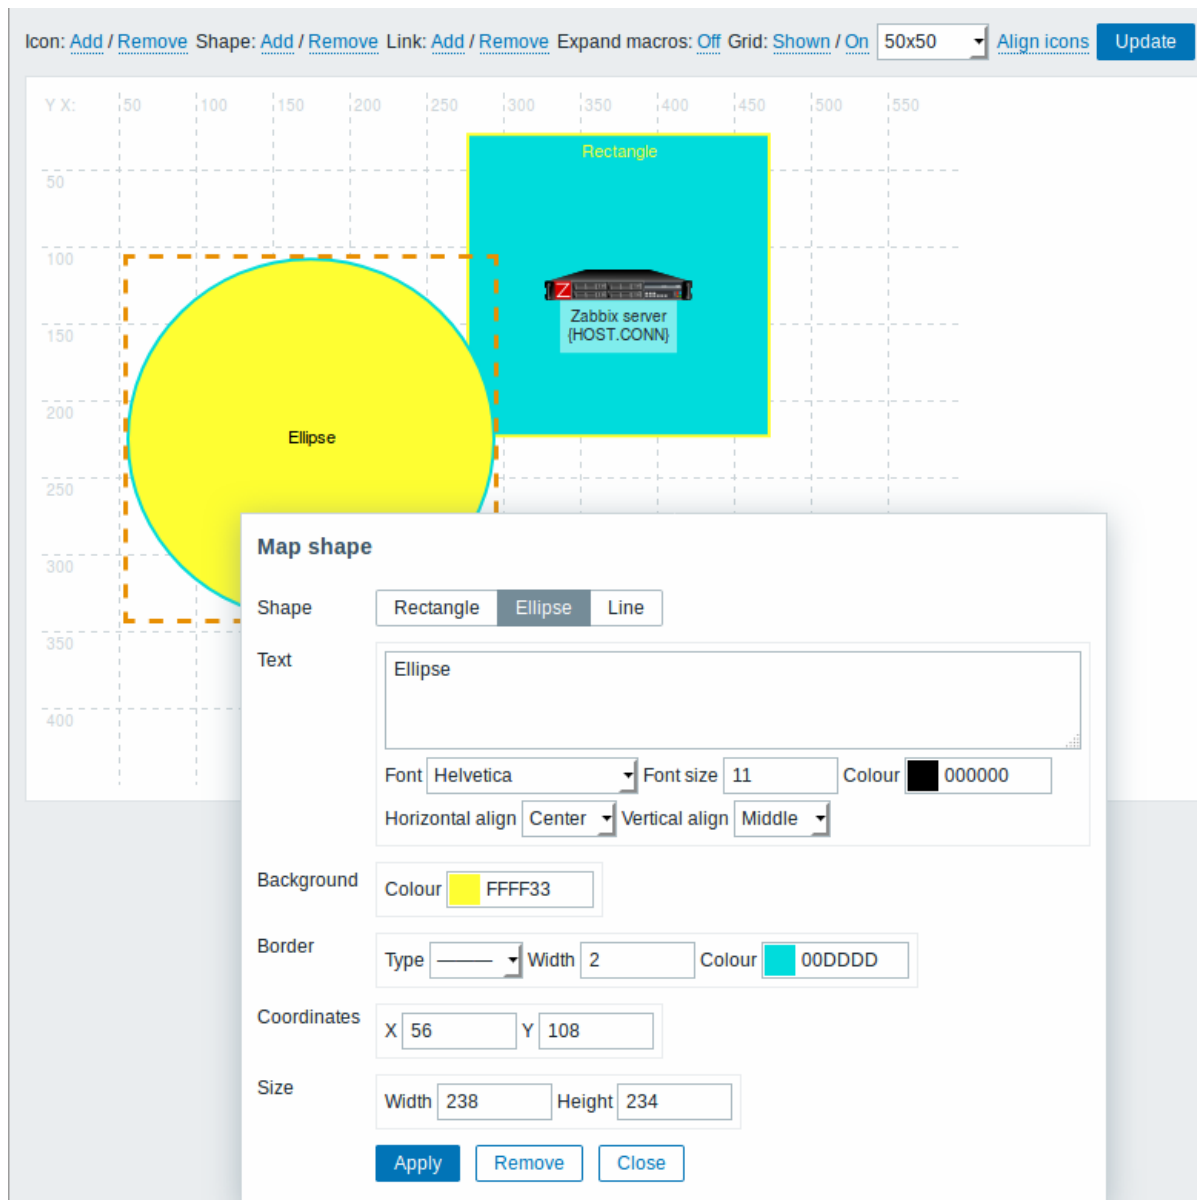 Icon: Add / Remove Shape: Add / Remove Link: Add / Remove Expand macros: Off Grid: Shown / On 50x50 Align icons Update
Y X: 50 100 150 200 250 300 350 400 450 500 550
Rectangle
50
100
Z
Zabbix server
{HOST.CONN}
150
200
Ellipse
250
300
350
400
Map shape
Shape Rectangle Ellipse Line
Text Ellipse
Font Helvetica Font size 11 Colour 000000
Horizontal align Center Vertical align Middle
Background Colour FFFF33
Border Type Width 2 Colour 00DDDD
Coordinates X 56 Y 108
Size Width 238 Height 234
Apply Remove Close